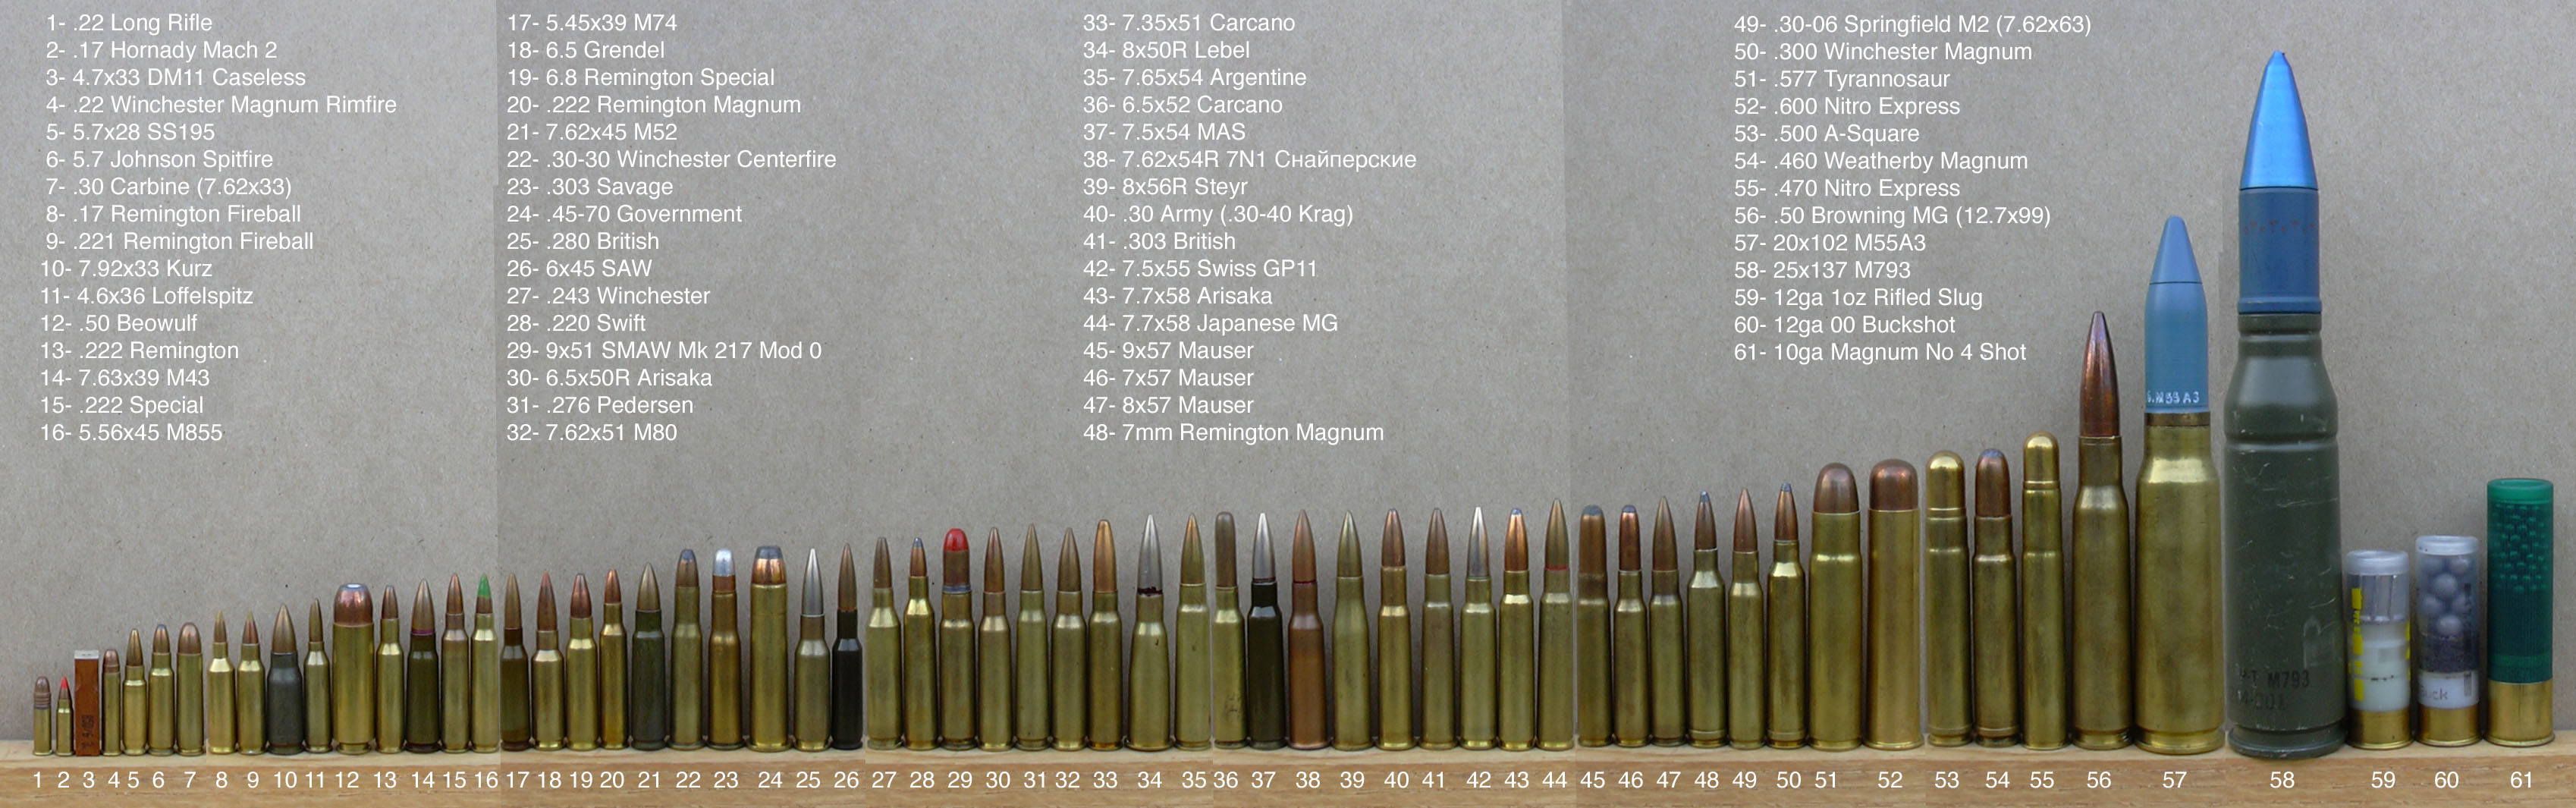 1- .22 Long Rifle
2- .17 Hornady Mach 2
3- 4.7x33 DM11 Caseless
4- .22 Winchester Magnum Rimfire
5- 5.7x28 SS195
6- 5.7 Johnson Spitfire
7- .30 Carbine (7.62x33)
8- .17 Remington Fireball
9- .221 Remington Fireball
10- 7.92x33 Kurz
11- 4.6x36 Loffelspitz
12- .50 Beowulf
13- .222 Remington
14- 7.63x39 M43
15- .222 Special
16- 5.56x45 M855
17- 5.45x39 M74
18- 6.5 Grendel
19- 6.8 Remington Special
20- .222 Remington Magnum
21- 7.62x45 M52
22- .30-30 Winchester Centerfire
23- .303 Savage
24- .45-70 Government
25- .280 British
26- 6x45 SAW
27- .243 Winchester
28- .220 Swift
29- 9x51 SMAW Mk 217 Mod 0
30- 6.5x50R Arisaka
31- .276 Pedersen
32- 7.62x51 M80
33- 7.35x51 Carcano
34- 8x50R Lebel
35- 7.65x54 Argentine
36- 6.5x52 Carcano
37- 7.5x54 MAS
38- 7.62x54R 7N1 Снайперские
39- 8x56R Steyr
40- .30 Army (.30-40 Krag)
41- .303 British
42- 7.5x55 Swiss GP11
43- 7.7x58 Arisaka
44- 7.7x58 Japanese MG
45- 9x57 Mauser
46- 7x57 Mauser
47- 8x57 Mauser
48- 7mm Remington Magnum
49- .30-06 Springfield M2 (7.62x63)
50- .300 Winchester Magnum
51- .577 Tyrannosaur
52- .600 Nitro Express
53- .500 A-Square
54- .460 Weatherby Magnum
55- .470 Nitro Express
56- .50 Browning MG (12.7x99)
57- 20x102 M55A3
58- 25x137 M793
59- 12ga 1oz Rifled Slug
60- 12ga 00 Buckshot
61- 10ga Magnum No 4 Shot
M55A3
M793
uck
1 2 3 4 5 6 7 8 9 10 11 12 13 14 15 16 17 18 19 20 21 22 23 24 25 26 27 28 29 30 31 32 33 34 35 36 37 38 39 40 41 42 43 44 45 46 47 48 49 50 51 52 53 54 55 56 57 58 59 60 61